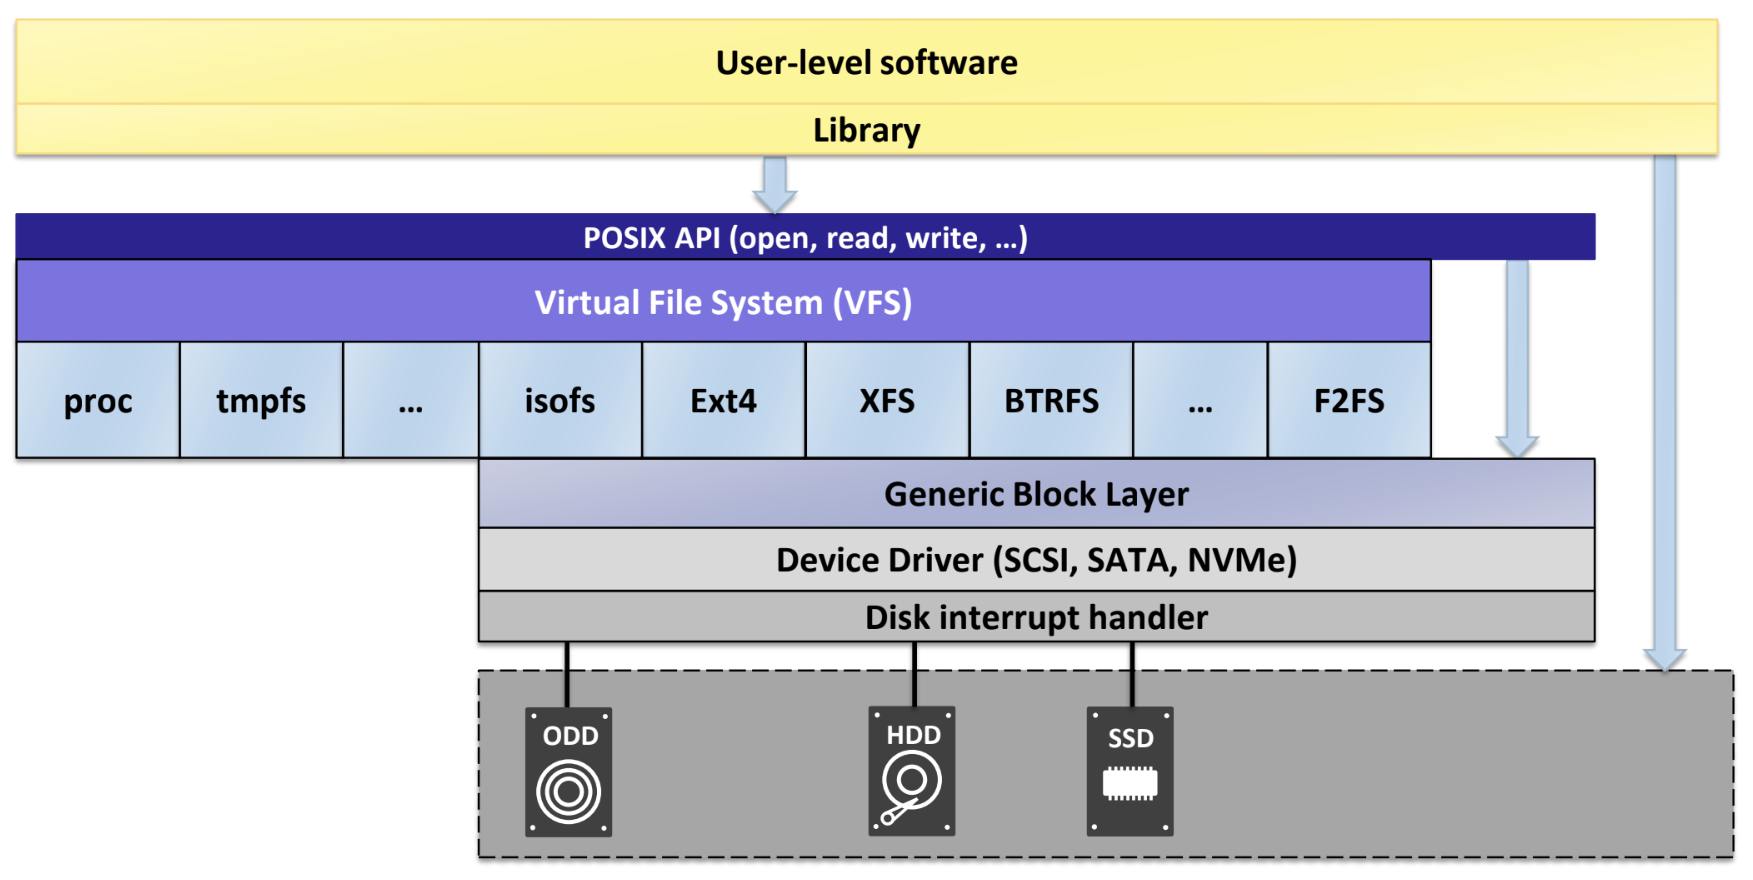 User-level software
Library
POSIX API (open, read, write, …)
Virtual File System (VFS)
proc
tmpfs
…
isofs
Ext4
XFS
BTRFS
…
F2FS
Generic Block Layer
Device Driver (SCSI, SATA, NVMe)
Disk interrupt handler
ODD
HDD
SSD